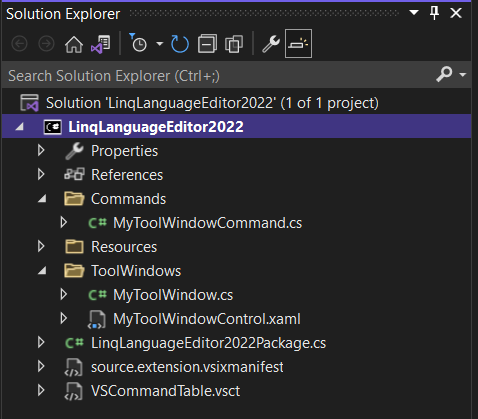 Solution Explorer
Search Solution Explorer (Ctrl+;)
Solution 'LinqLanguageEditor2022' (1 of 1 project)
LinqLanguageEditor2022
Properties
References
Commands
C# MyToolWindowCommand.cs
Resources
ToolWindows
C# MyToolWindow.cs
MyToolWindowControl.xaml
C# LinqLanguageEditor2022Package.cs
source.extension.vsixmanifest
VSCommandTable.vsct